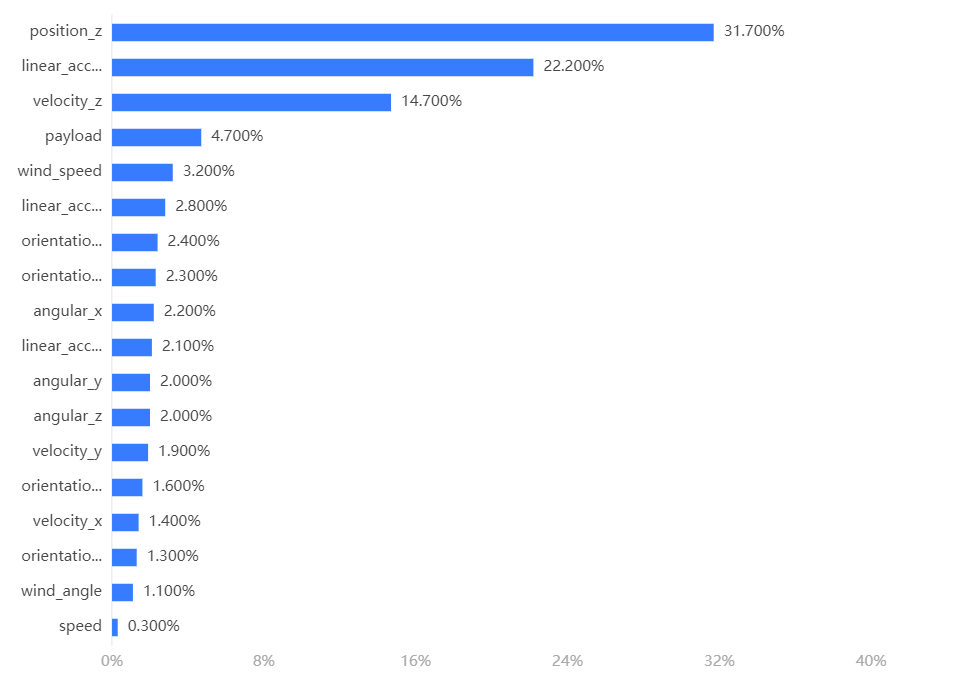 position_z 31.700%
linear_acc... 22.200%
velocity_z 14.700%
payload 4.700%
wind_speed 3.200%
linear_acc... 2.800%
orientatio... 2.400%
orientatio... 2.300%
angular_x 2.200%
linear_acc... 2.100%
angular_y 2.000%
angular_z 2.000%
velocity_y 1.900%
orientatio... 1.600%
velocity_x 1.400%
orientatio... 1.300%
wind_angle 1.100%
speed 0.300%
0% 8% 16% 24% 32% 40%